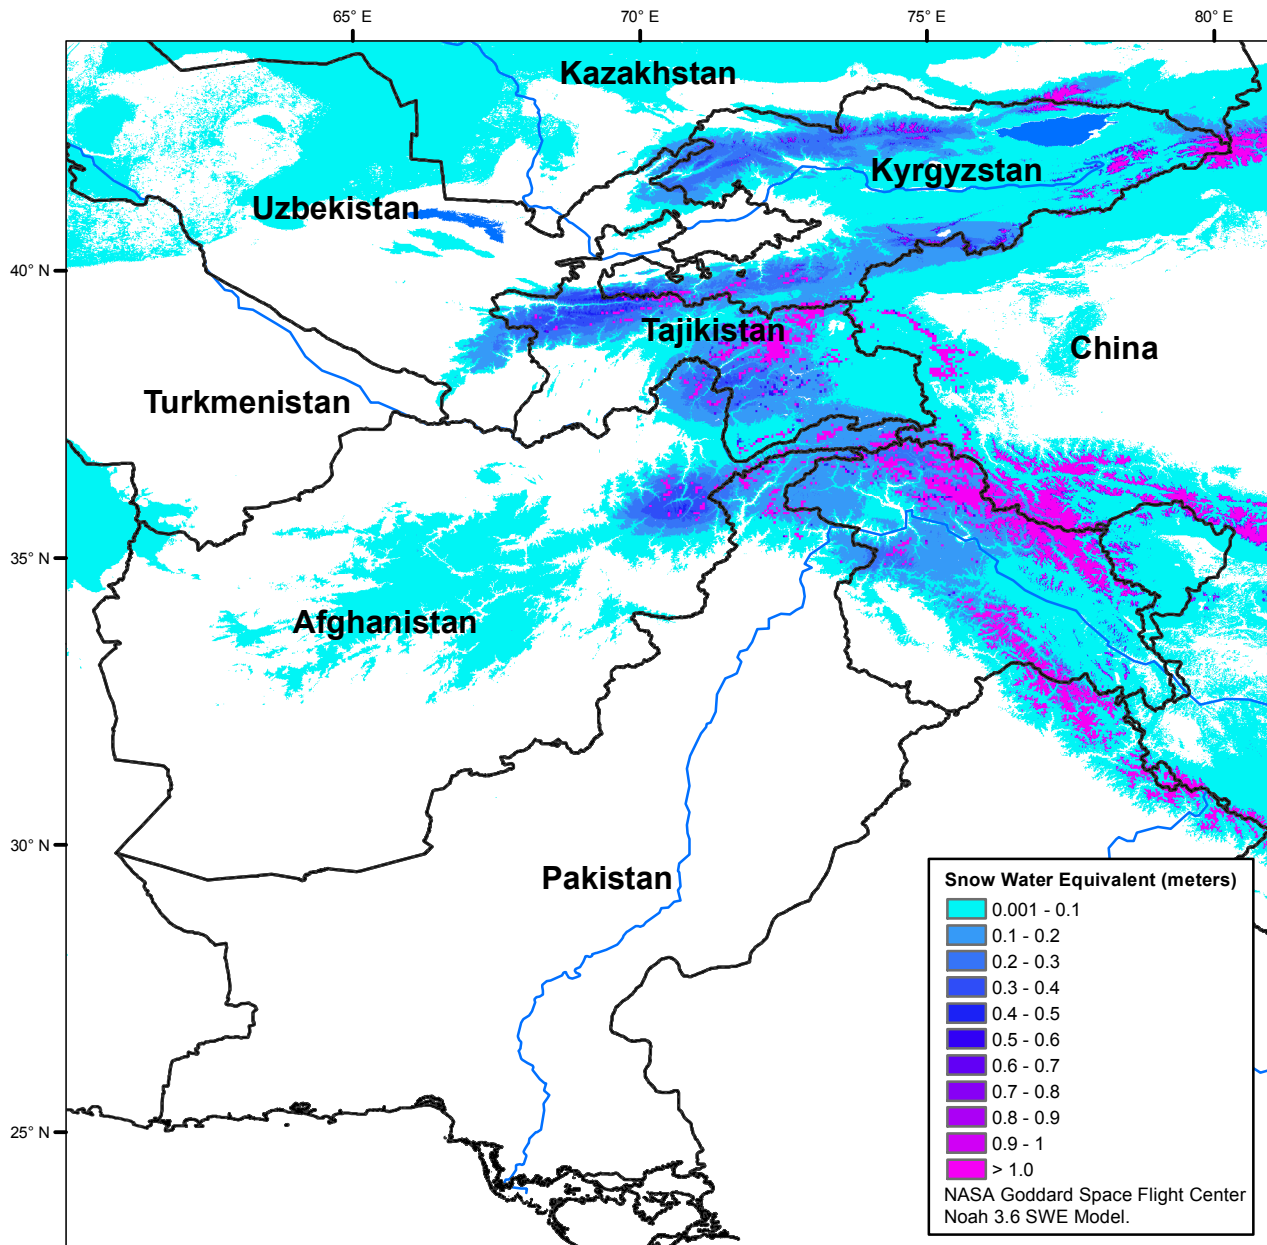 65° E
70° E
75° E
80° E
Kazakhstan
Kyrgyzstan
Uzbekistan
40° N
Tajikistan
China
Turkmenistan
35° N
Afghanistan
30° N
Pakistan
25° N
Snow Water Equivalent (meters)
0.001 - 0.1
0.1 - 0.2
0.2 - 0.3
0.3 - 0.4
0.4 - 0.5
0.5 - 0.6
0.6 - 0.7
0.7 - 0.8
0.8 - 0.9
0.9 - 1
> 1.0
NASA Goddard Space Flight Center
Noah 3.6 SWE Model.